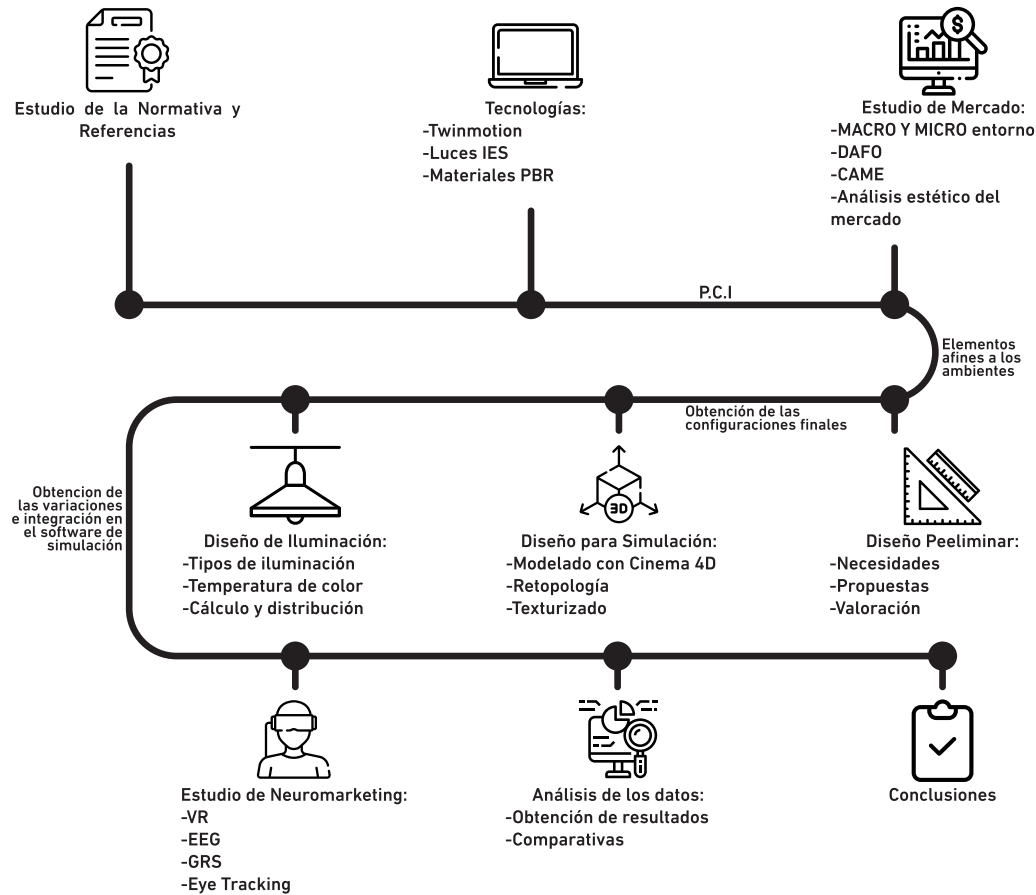 Estudio de la Normativa y
Referencias
Tecnologías:
-Twinmotion
-Luces IES
-Materiales PBR
$
Estudio de Mercado:
-MACRO Y MICRO entorno
-DAFO
-CAME
-Análisis estético del
mercado
P.C.I
Elementos
afines a los
ambientes
Diseño Peeliminar:
-Necesidades
-Propuestas
-Valoración
Obtención de las
configuraciones finales
3D
Diseño para Simulación:
-Modelado con Cinema 4D
-Retopología
-Texturizado
Diseño de Iluminación:
-Tipos de iluminación
-Temperatura de color
-Cálculo y distribución
Obtencion de
las variaciones
e integración en
el software de
simulación
Estudio de Neuromarketing:
-VR
-EEG
-GRS
-Eye Tracking
Análisis de los datos:
-Obtención de resultados
-Comparativas
Conclusiones